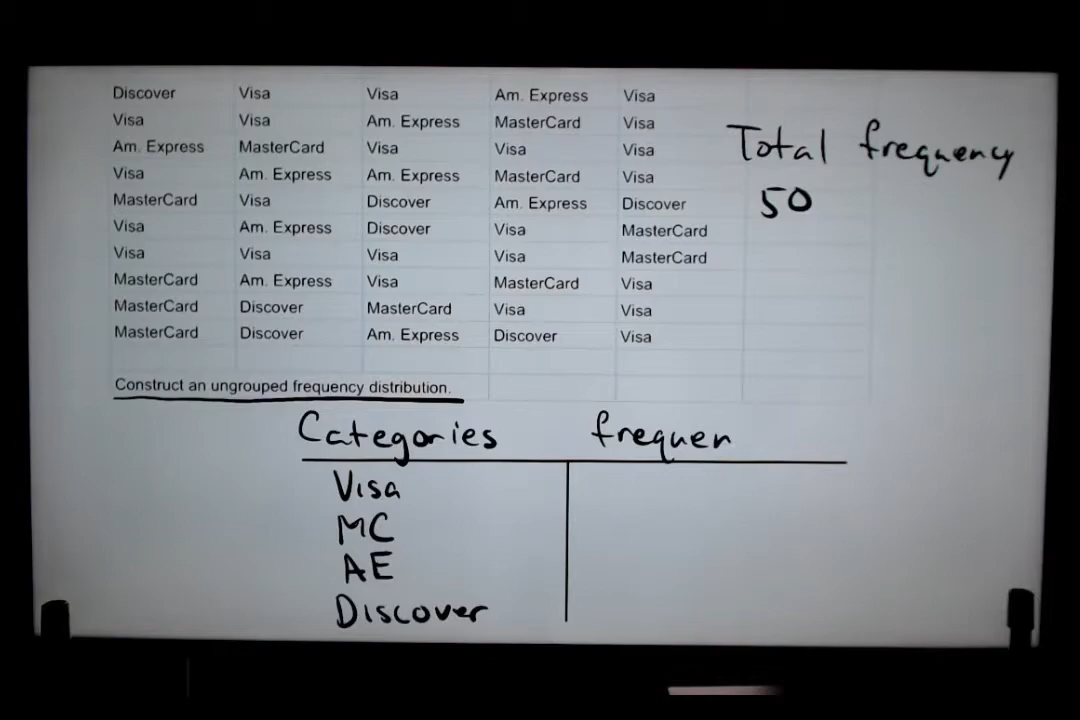 Discover Visa Visa Am. Express Visa
Visa Visa Am. Express MasterCard Visa
Am. Express MasterCard Visa Visa Visa
Visa Am. Express Am. Express MasterCard Visa
MasterCard Visa Discover Am. Express Discover
Visa Am. Express Discover Visa MasterCard
Visa Visa Visa Visa MasterCard
MasterCard Am. Express Visa MasterCard Visa
MasterCard Discover MasterCard Visa Visa
MasterCard Discover Am. Express Discover Visa
Total frequency
50
Construct an ungrouped frequency distribution.
Categories frequen
Visa
MC
AE
Discover